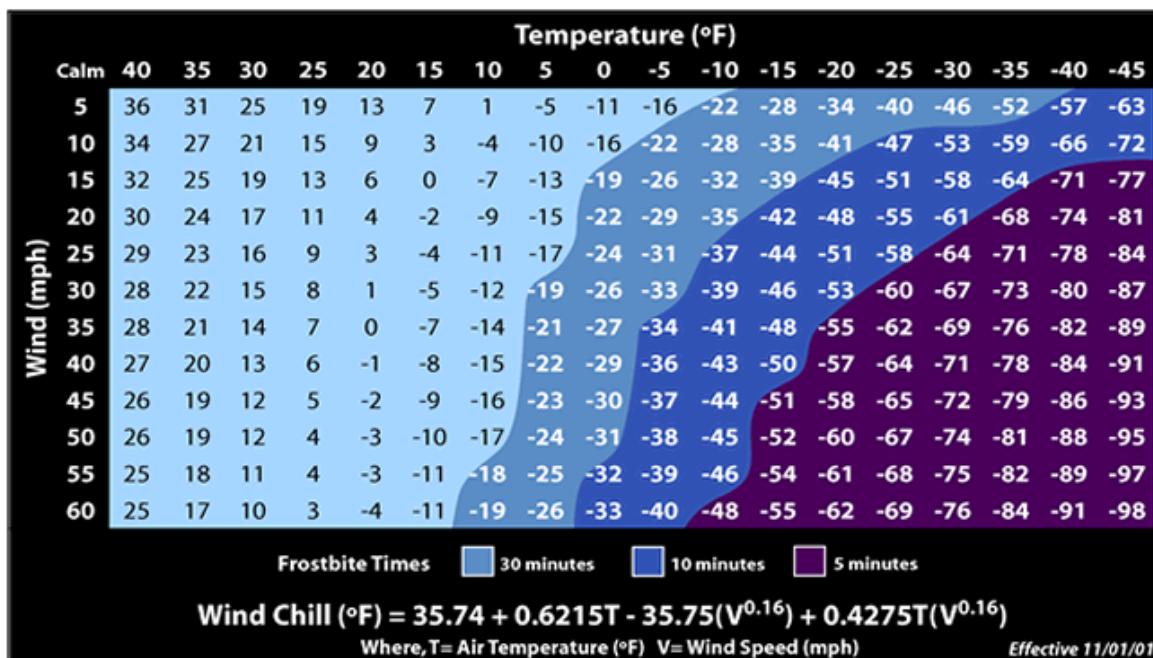 Temperature (ºF)
Calm 40 35 30 25 20 15 10 5 0 -5 -10 -15 -20 -25 -30 -35 -40 -45
Wind (mph)
5 36 31 25 19 13 7 1 -5 -11 -16 -22 -28 -34 -40 -46 -52 -57 -63
10 34 27 21 15 9 3 -4 -10 -16 -22 -28 -35 -41 -47 -53 -59 -66 -72
15 32 25 19 13 6 0 -7 -13 -19 -26 -32 -39 -45 -51 -58 -64 -71 -77
20 30 24 17 11 4 -2 -9 -15 -22 -29 -35 -42 -48 -55 -61 -68 -74 -81
25 29 23 16 9 3 -4 -11 -17 -24 -31 -37 -44 -51 -58 -64 -71 -78 -84
30 28 22 15 8 1 -5 -12 -19 -26 -33 -39 -46 -53 -60 -67 -73 -80 -87
35 28 21 14 7 0 -7 -14 -21 -27 -34 -41 -48 -55 -62 -69 -76 -82 -89
40 27 20 13 6 -1 -8 -15 -22 -29 -36 -43 -50 -57 -64 -71 -78 -84 -91
45 26 19 12 5 -2 -9 -16 -23 -30 -37 -44 -51 -58 -65 -72 -79 -86 -93
50 26 19 12 4 -3 -10 -17 -24 -31 -38 -45 -52 -60 -67 -74 -81 -88 -95
55 25 18 11 4 -3 -11 -18 -25 -32 -39 -46 -54 -61 -68 -75 -82 -89 -97
60 25 17 10 3 -4 -11 -19 -26 -33 -40 -48 -55 -62 -69 -76 -84 -91 -98
Frostbite Times 30 minutes 10 minutes 5 minutes
Wind Chill (ºF) = 35.74 + 0.6215T - 35.75(V^0.16) + 0.4275T(V^0.16)
Where, T= Air Temperature (ºF) V= Wind Speed (mph) Effective 11/01/01